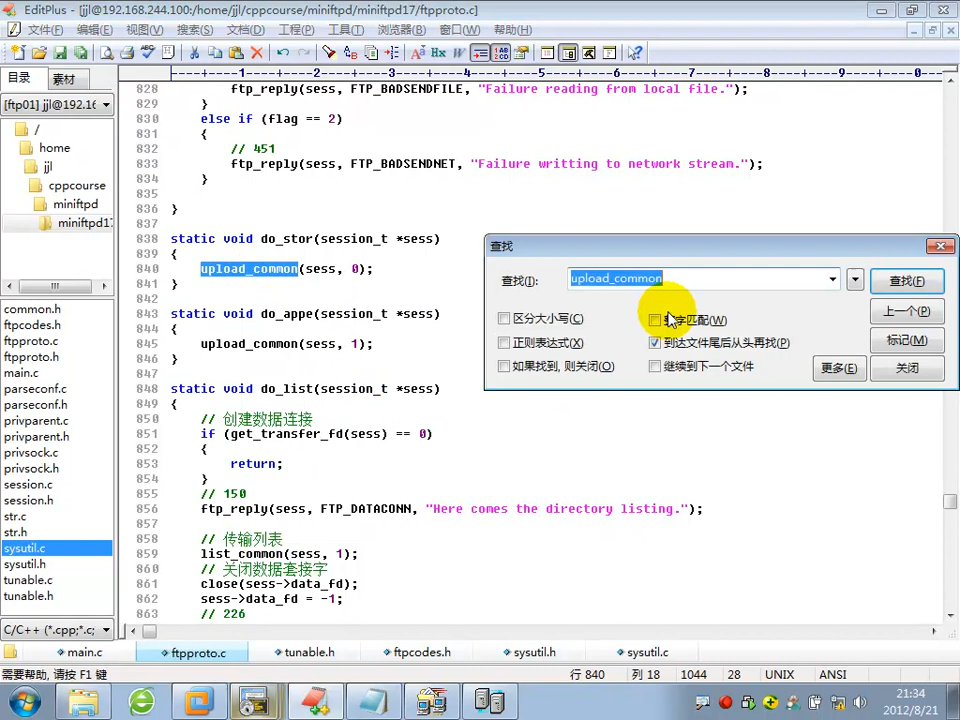 EditPlus - [jjl@192.168.244.100:/home/jjl/cppcourse/miniftpd/miniftpd17/ftpproto.c]
文件(F) 编辑(E) 视图(V) 搜索(S) 文档(D) 工程(P) 工具(T) 浏览器(B) 窗口(W) 帮助(H)
目录 素材
[ftp01] jjl@192.16
/
home
jjl
cppcourse
miniftpd
miniftpd17
common.h
ftpcodes.h
ftpproto.c
ftpproto.h
main.c
parseconf.c
parseconf.h
privparent.c
privparent.h
privsock.c
privsock.h
session.c
session.h
str.c
str.h
sysutil.c
sysutil.h
tunable.c
tunable.h
C/C++ (*.cpp;*.c;
----+----1----+----2----+----3----+----4----+----5----+----6----+----7----+----8----+----9----+----0
828 ftp_reply(sess, FTP_BADSENDFILE, "Failure reading from local file.");
829 }
830 else if (flag == 2)
831 {
832 // 451
833 ftp_reply(sess, FTP_BADSENDNET, "Failure writting to network stream.");
834 }
835
836 }
837
838 static void do_stor(session_t *sess)
839 {
840 upload_common(sess, 0);
841 }
842
843 static void do_appe(session_t *sess)
844 {
845 upload_common(sess, 1);
846 }
847
848 static void do_list(session_t *sess)
849 {
850 // 创建数据连接
851 if (get_transfer_fd(sess) == 0)
852 {
853 return;
854 }
855 // 150
856 ftp_reply(sess, FTP_DATACONN, "Here comes the directory listing.");
857
858 // 传输列表
859 list_common(sess, 1);
860 // 关闭数据套接字
861 close(sess->data_fd);
862 sess->data_fd = -1;
863 // 226
查找
查找(I): upload_common 查找(F)
区分大小写(C) 字匹配(W) 上一个(P)
正则表达式(X) 到达文件尾后从头再找(P) 标记(M)
如果找到, 则关闭(O) 继续到下一个文件 更多(E) 关闭
main.c ftpproto.c tunable.h ftpcodes.h sysutil.h sysutil.c
需要帮助, 请按 F1 键 行 840 列 18 1044 28 UNIX ANSI
21:34
2012/8/21